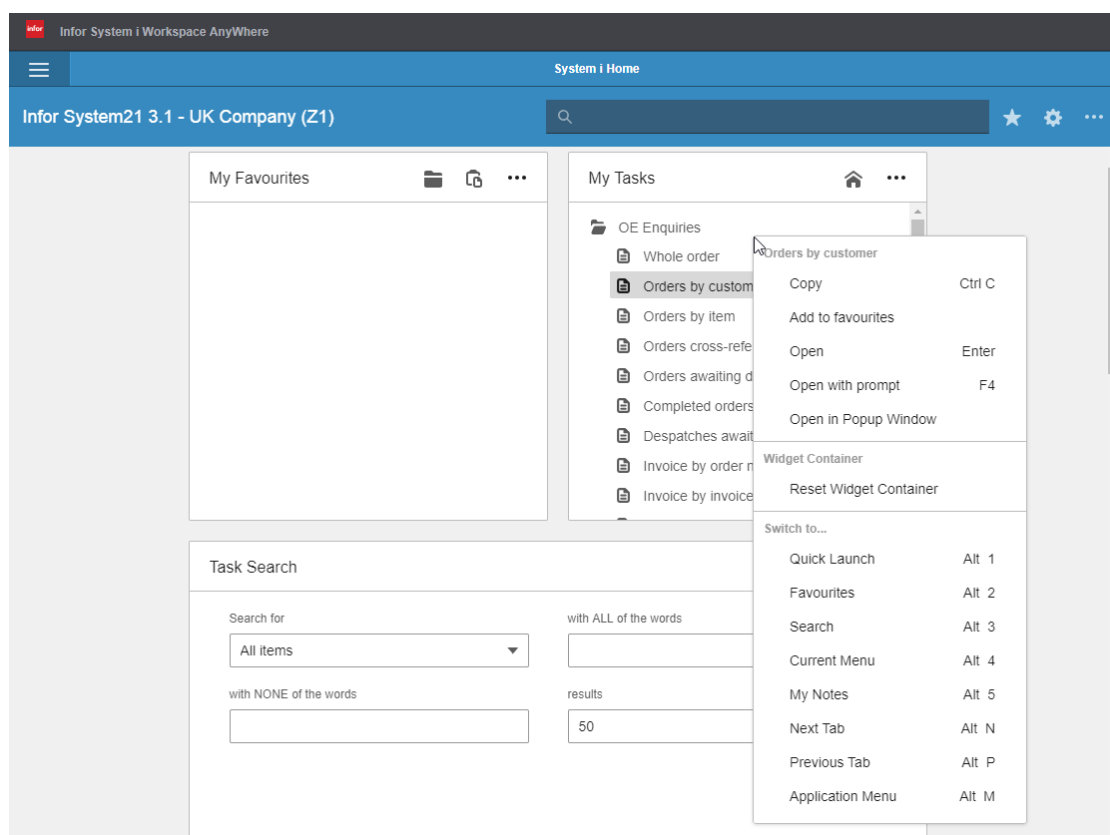 infor
Infor System i Workspace AnyWhere
System i Home
Infor System21 3.1 - UK Company (Z1)
My Favourites
My Tasks
OE Enquiries
Whole order
Orders by custom
Orders by item
Orders cross-refe
Orders awaiting d
Completed orders
Despatches await
Invoice by order n
Invoice by invoice
Orders by customer
Copy Ctrl C
Add to favourites
Open Enter
Open with prompt F4
Open in Popup Window
Widget Container
Reset Widget Container
Switch to...
Quick Launch Alt 1
Favourites Alt 2
Search Alt 3
Current Menu Alt 4
My Notes Alt 5
Next Tab Alt N
Previous Tab Alt P
Application Menu Alt M
Task Search
Search for
All items
with ALL of the words
with NONE of the words
results
50